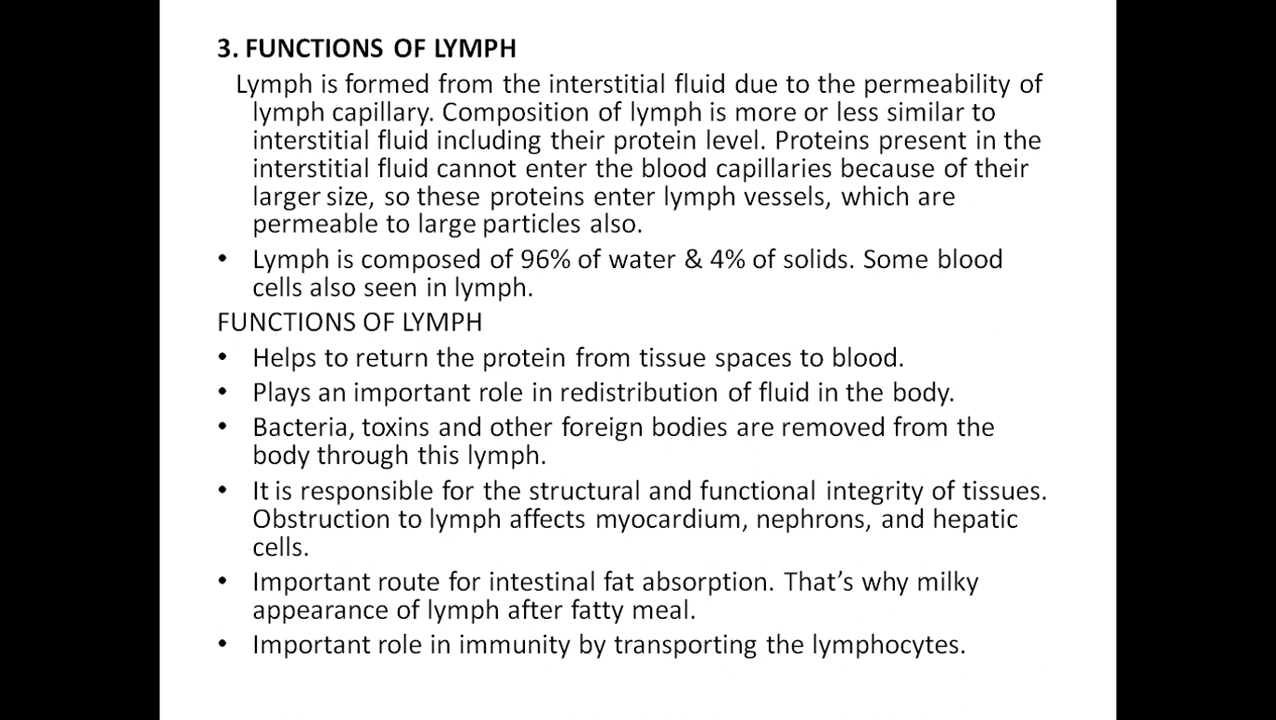 3. FUNCTIONS OF LYMPH
Lymph is formed from the interstitial fluid due to the permeability of
lymph capillary. Composition of lymph is more or less similar to
interstitial fluid including their protein level. Proteins present in the
interstitial fluid cannot enter the blood capillaries because of their
larger size, so these proteins enter lymph vessels, which are
permeable to large particles also.
• Lymph is composed of 96% of water & 4% of solids. Some blood
cells also seen in lymph.
FUNCTIONS OF LYMPH
• Helps to return the protein from tissue spaces to blood.
• Plays an important role in redistribution of fluid in the body.
• Bacteria, toxins and other foreign bodies are removed from the
body through this lymph.
• It is responsible for the structural and functional integrity of tissues.
Obstruction to lymph affects myocardium, nephrons, and hepatic
cells.
• Important route for intestinal fat absorption. That’s why milky
appearance of lymph after fatty meal.
• Important role in immunity by transporting the lymphocytes.